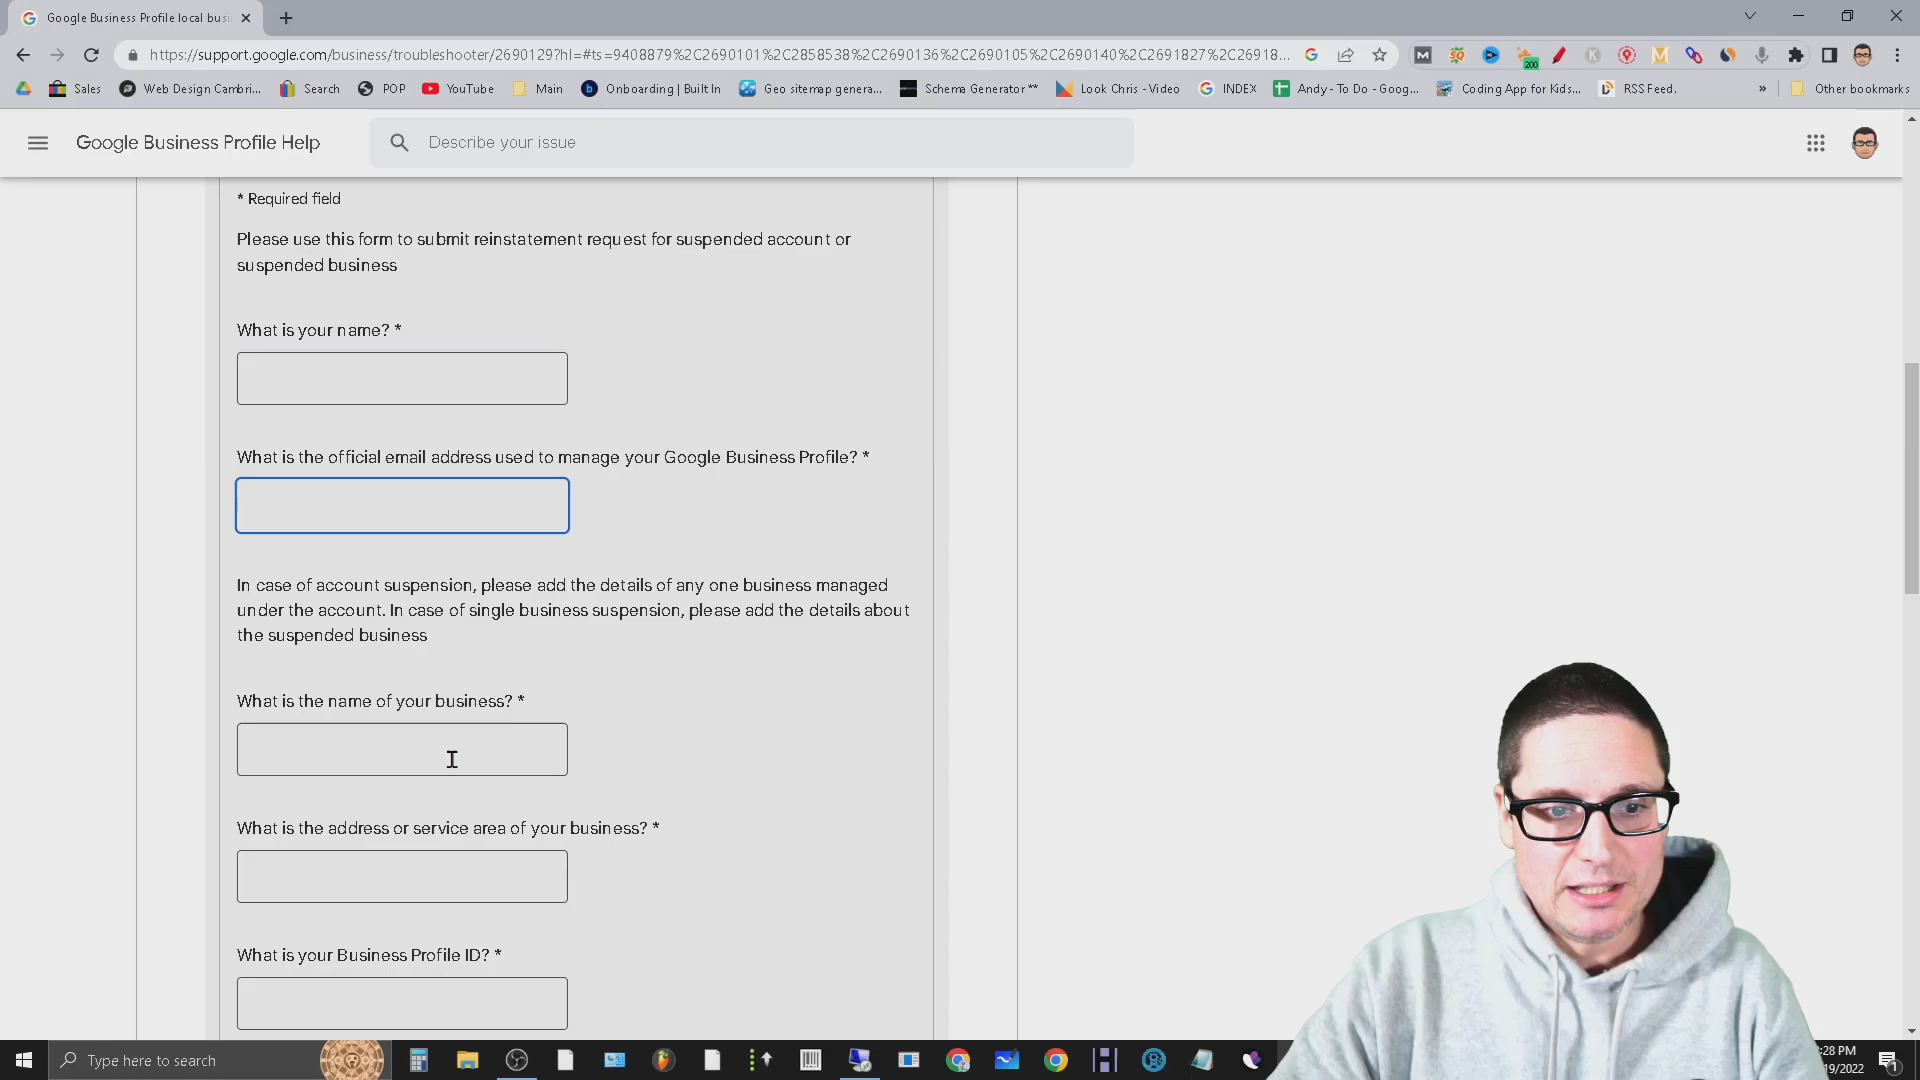 Google Business Profile local busi
https://support.google.com/business/troubleshooter/2690129?hl=#ts=9408879%2C2690101%2C2858538%2C2690136%2C2690105%2C2690140%2C2691827%2C26918...
200
Sales
Web Design Cambri...
Search
POP
YouTube
Main
Onboarding | Built In
Geo sitemap genera...
Schema Generator **
Look Chris - Video
INDEX
Andy - To Do - Goog...
Coding App for Kids...
RSS Feed.
»
Other bookmarks
Google Business Profile Help
Describe your issue
* Required field
Please use this form to submit reinstatement request for suspended account or
suspended business
What is your name? *
What is the official email address used to manage your Google Business Profile? *
In case of account suspension, please add the details of any one business managed
under the account. In case of single business suspension, please add the details about
the suspended business
What is the name of your business? *
What is the address or service area of your business? *
What is your Business Profile ID? *
Type here to search
:28 PM
19/2022
1